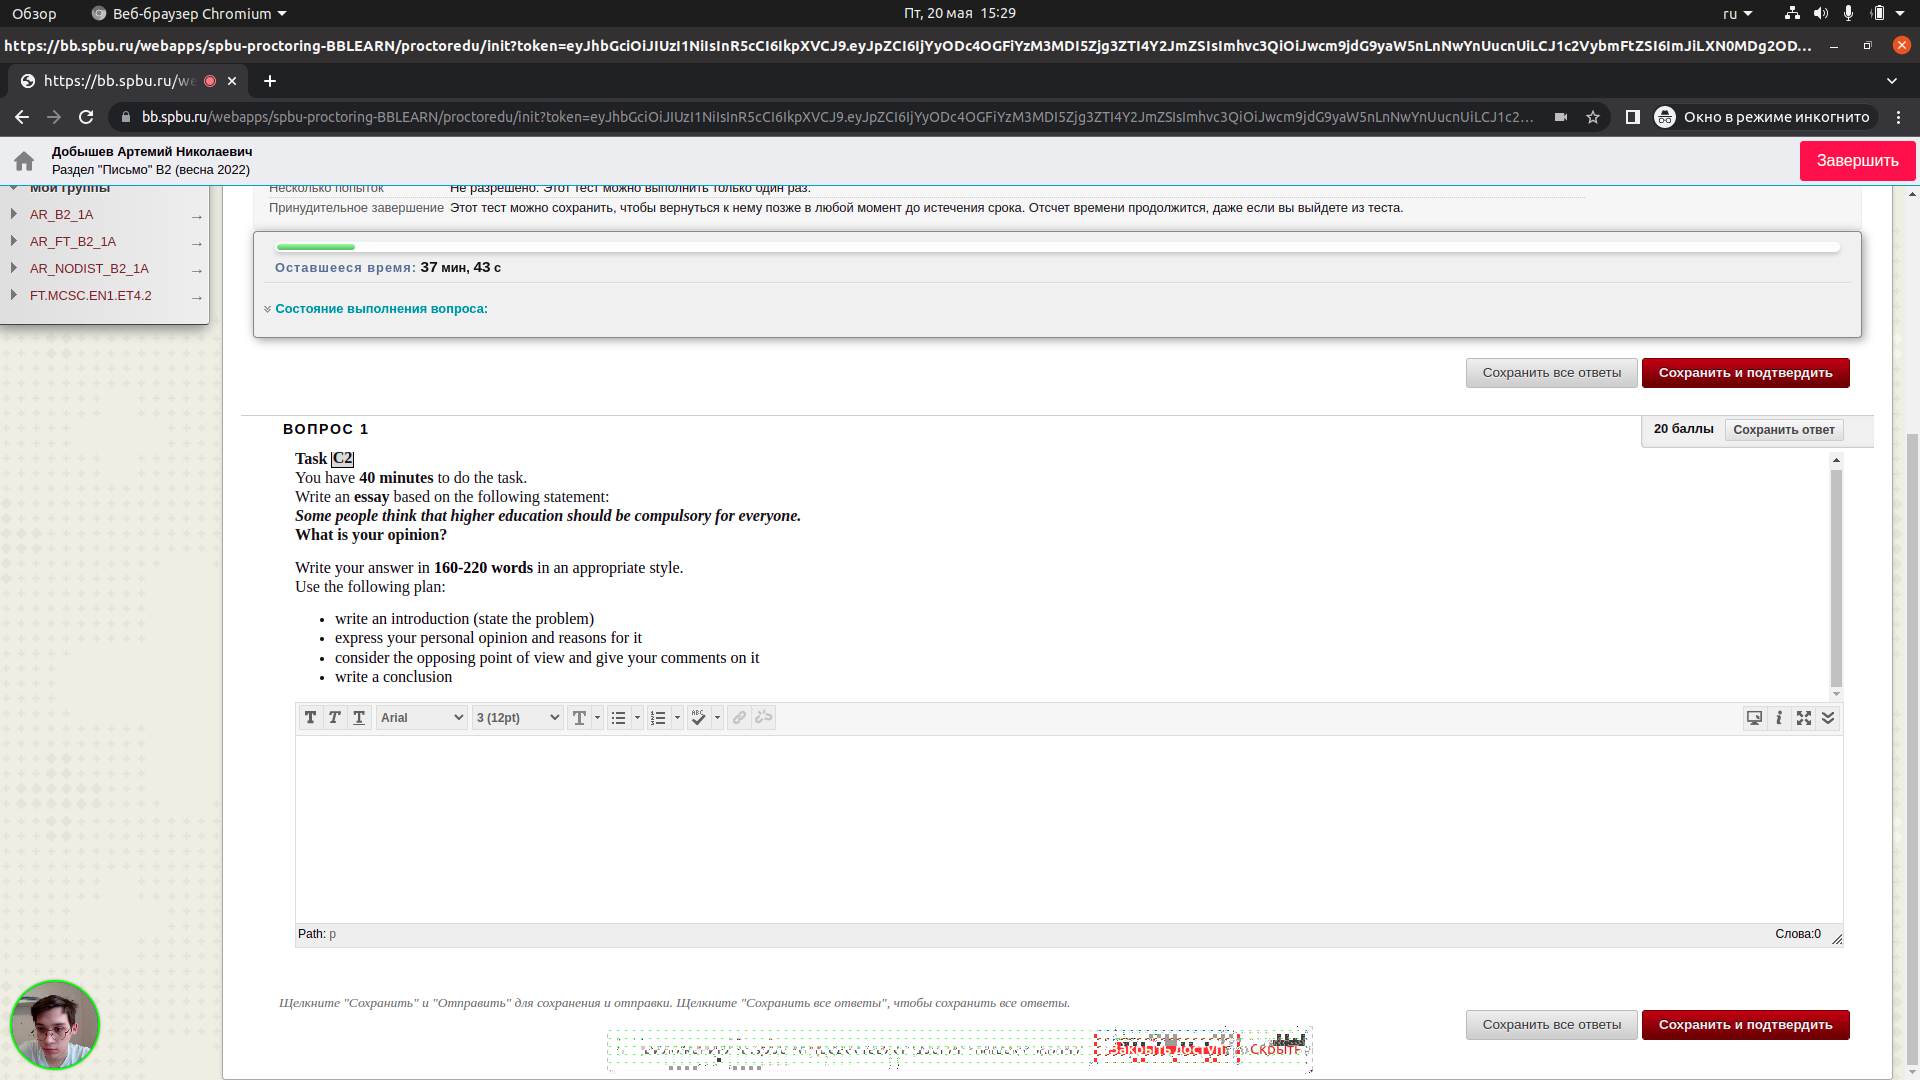 Обзор
Веб-браузер Chromium
Пт, 20 мая 15:29
ru
https://bb.spbu.ru/webapps/spbu-proctoring-BBLEARN/proctoredu/init?token=eyJhbGciOiJIUzI1NiIsInR5cCI6IkpXVCJ9.eyJpZCI6IjYyODc4OGFiYzM3MDI5Zjg3ZTI4Y2JmZSIsImhvc3QiOiJwcm9jdG9yaW5nLnNwYnUucnUiLCJ1c2VybmFtZSI6ImJiLXN0MDg2OD...
https://bb.spbu.ru/we
bb.spbu.ru/webapps/spbu-proctoring-BBLEARN/proctoredu/init?token=eyJhbGciOiJIUzI1NiIsInR5cCI6IkpXVCJ9.eyJpZCI6IjYyODc4OGFiYzM3MDI5Zjg3ZTI4Y2JmZSIsImhvc3QiOiJwcm9jdG9yaW5nLnNwYnUucnUiLCJ1c2...
Окно в режиме инкогнито
Добышев Артемий Николаевич
Раздел "Письмо" B2 (весна 2022)
Завершить
Мои группы
AR_B2_1A
AR_FT_B2_1A
AR_NODIST_B2_1A
FT.MCSC.EN1.ET4.2
Несколько попыток Не разрешено. Этот тест можно выполнить только один раз.
Принудительное завершение Этот тест можно сохранить, чтобы вернуться к нему позже в любой момент до истечения срока. Отсчет времени продолжится, даже если вы выйдете из теста.
Оставшееся время: 37 мин, 43 с
Состояние выполнения вопроса:
Сохранить все ответы
Сохранить и подтвердить
ВОПРОС 1
20 баллы
Сохранить ответ
Task C2
You have 40 minutes to do the task.
Write an essay based on the following statement:
Some people think that higher education should be compulsory for everyone.
What is your opinion?
Write your answer in 160-220 words in an appropriate style.
Use the following plan:
• write an introduction (state the problem)
• express your personal opinion and reasons for it
• consider the opposing point of view and give your comments on it
• write a conclusion
T T T Arial 3 (12pt) T
Path: p
Слова:0
Щелкните "Сохранить" и "Отправить" для сохранения и отправки. Щелкните "Сохранить все ответы", чтобы сохранить все ответы.
Сохранить все ответы
Сохранить и подтвердить
Закрыть доступ
Скрыть